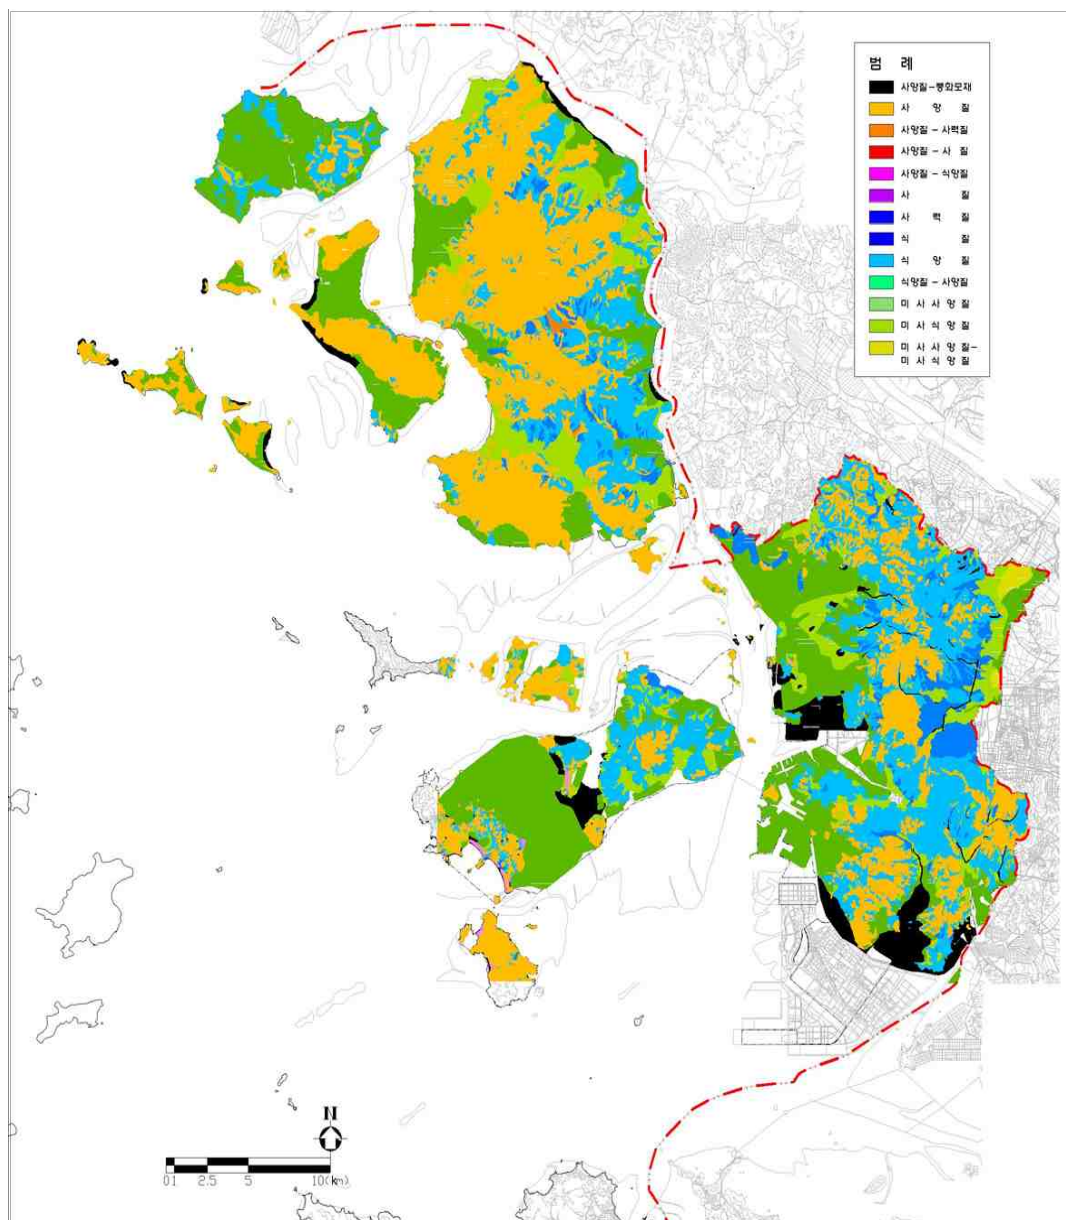 범 례
사양질-풍화모재
사 양 질
사양질-사력질
사양질-사 질
사양질-식양질
사 질
사 력 질
식 질
식 양 질
식양질-사양질
미 사 사 양 질
미 사 식 양 질
미 사 사 양 질-
미 사 식 양 질
N
01 2.5 5 10(km)